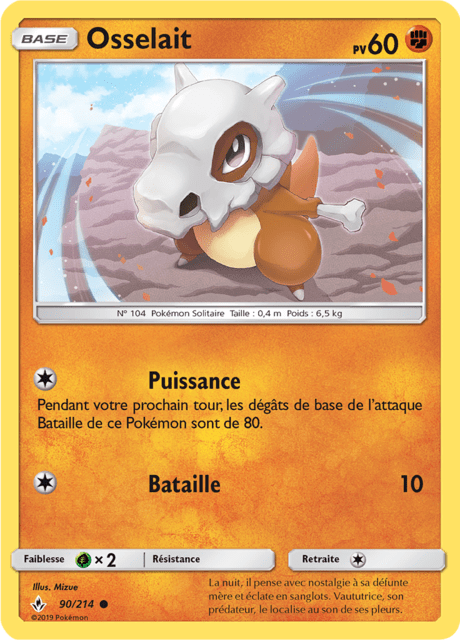 BASE Osselait PV60
N° 104 Pokémon Solitaire Taille : 0,4 m Poids : 6,5 kg
Puissance
Pendant votre prochain tour, les dégâts de base de l'attaque
Bataille de ce Pokémon sont de 80.
Bataille 10
Faiblesse ×2 Résistance Retraite
Illus. Mizue
90/214
©2019 Pokémon
La nuit, il pense avec nostalgie à sa défunte
mère et éclate en sanglots. Vaututrice, son
prédateur, le localise au son de ses pleurs.